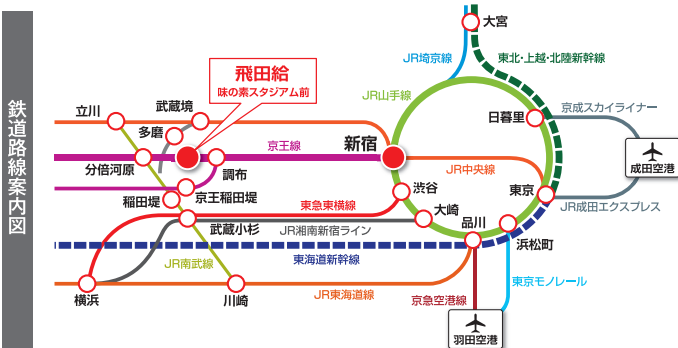 鉄道路線案内図
大宮
JR埼京線
東北・上越・北陸新幹線
飛田給
味の素スタジアム前
JR山手線
京成スカイライナー
立川
武蔵境
多磨
日暮里
新宿
京王線
成田空港
分倍河原
調布
JR中央線
京王稲田堤
稲田堤
渋谷
東京
JR成田エクスプレス
東急東横線
大崎
武蔵小杉
JR湘南新宿ライン
品川
浜松町
JR南武線
東海道新幹線
東京モノレール
横浜
川崎
JR東海道線
京急空港線
羽田空港